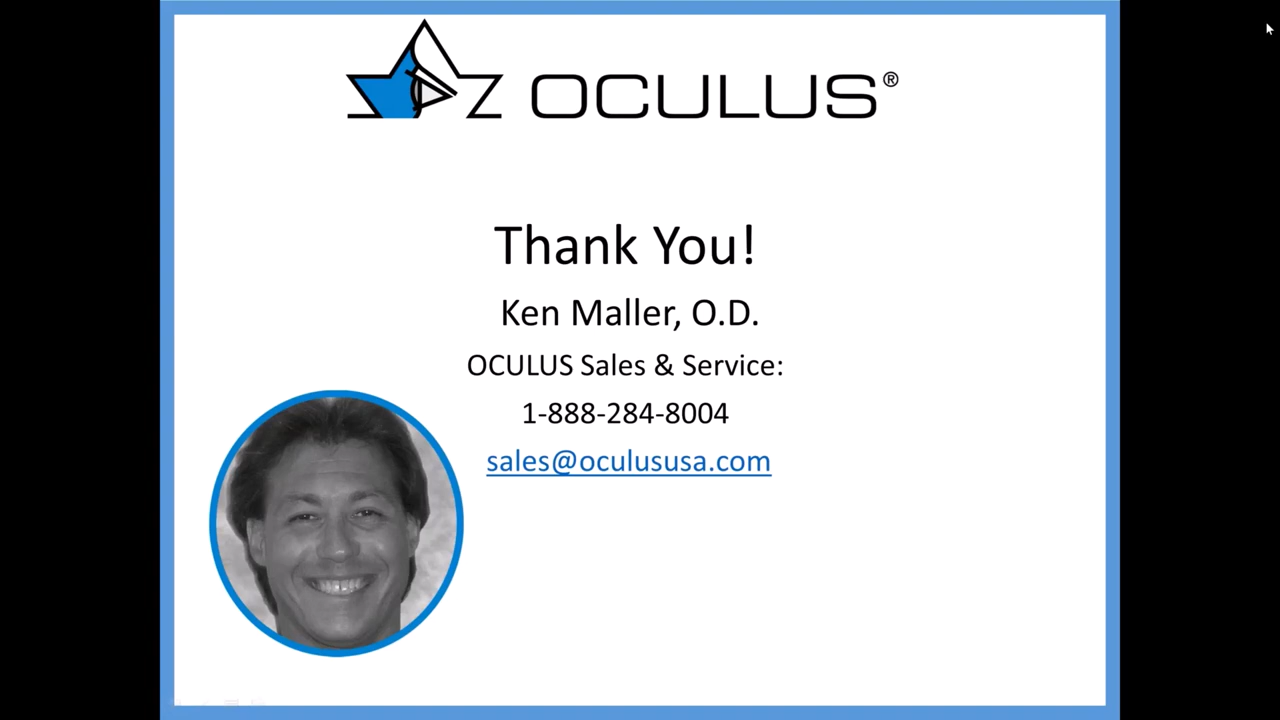 OCULUS®
Thank You!
Ken Maller, O.D.
OCULUS Sales & Service:
1-888-284-8004
sales@oculususa.com